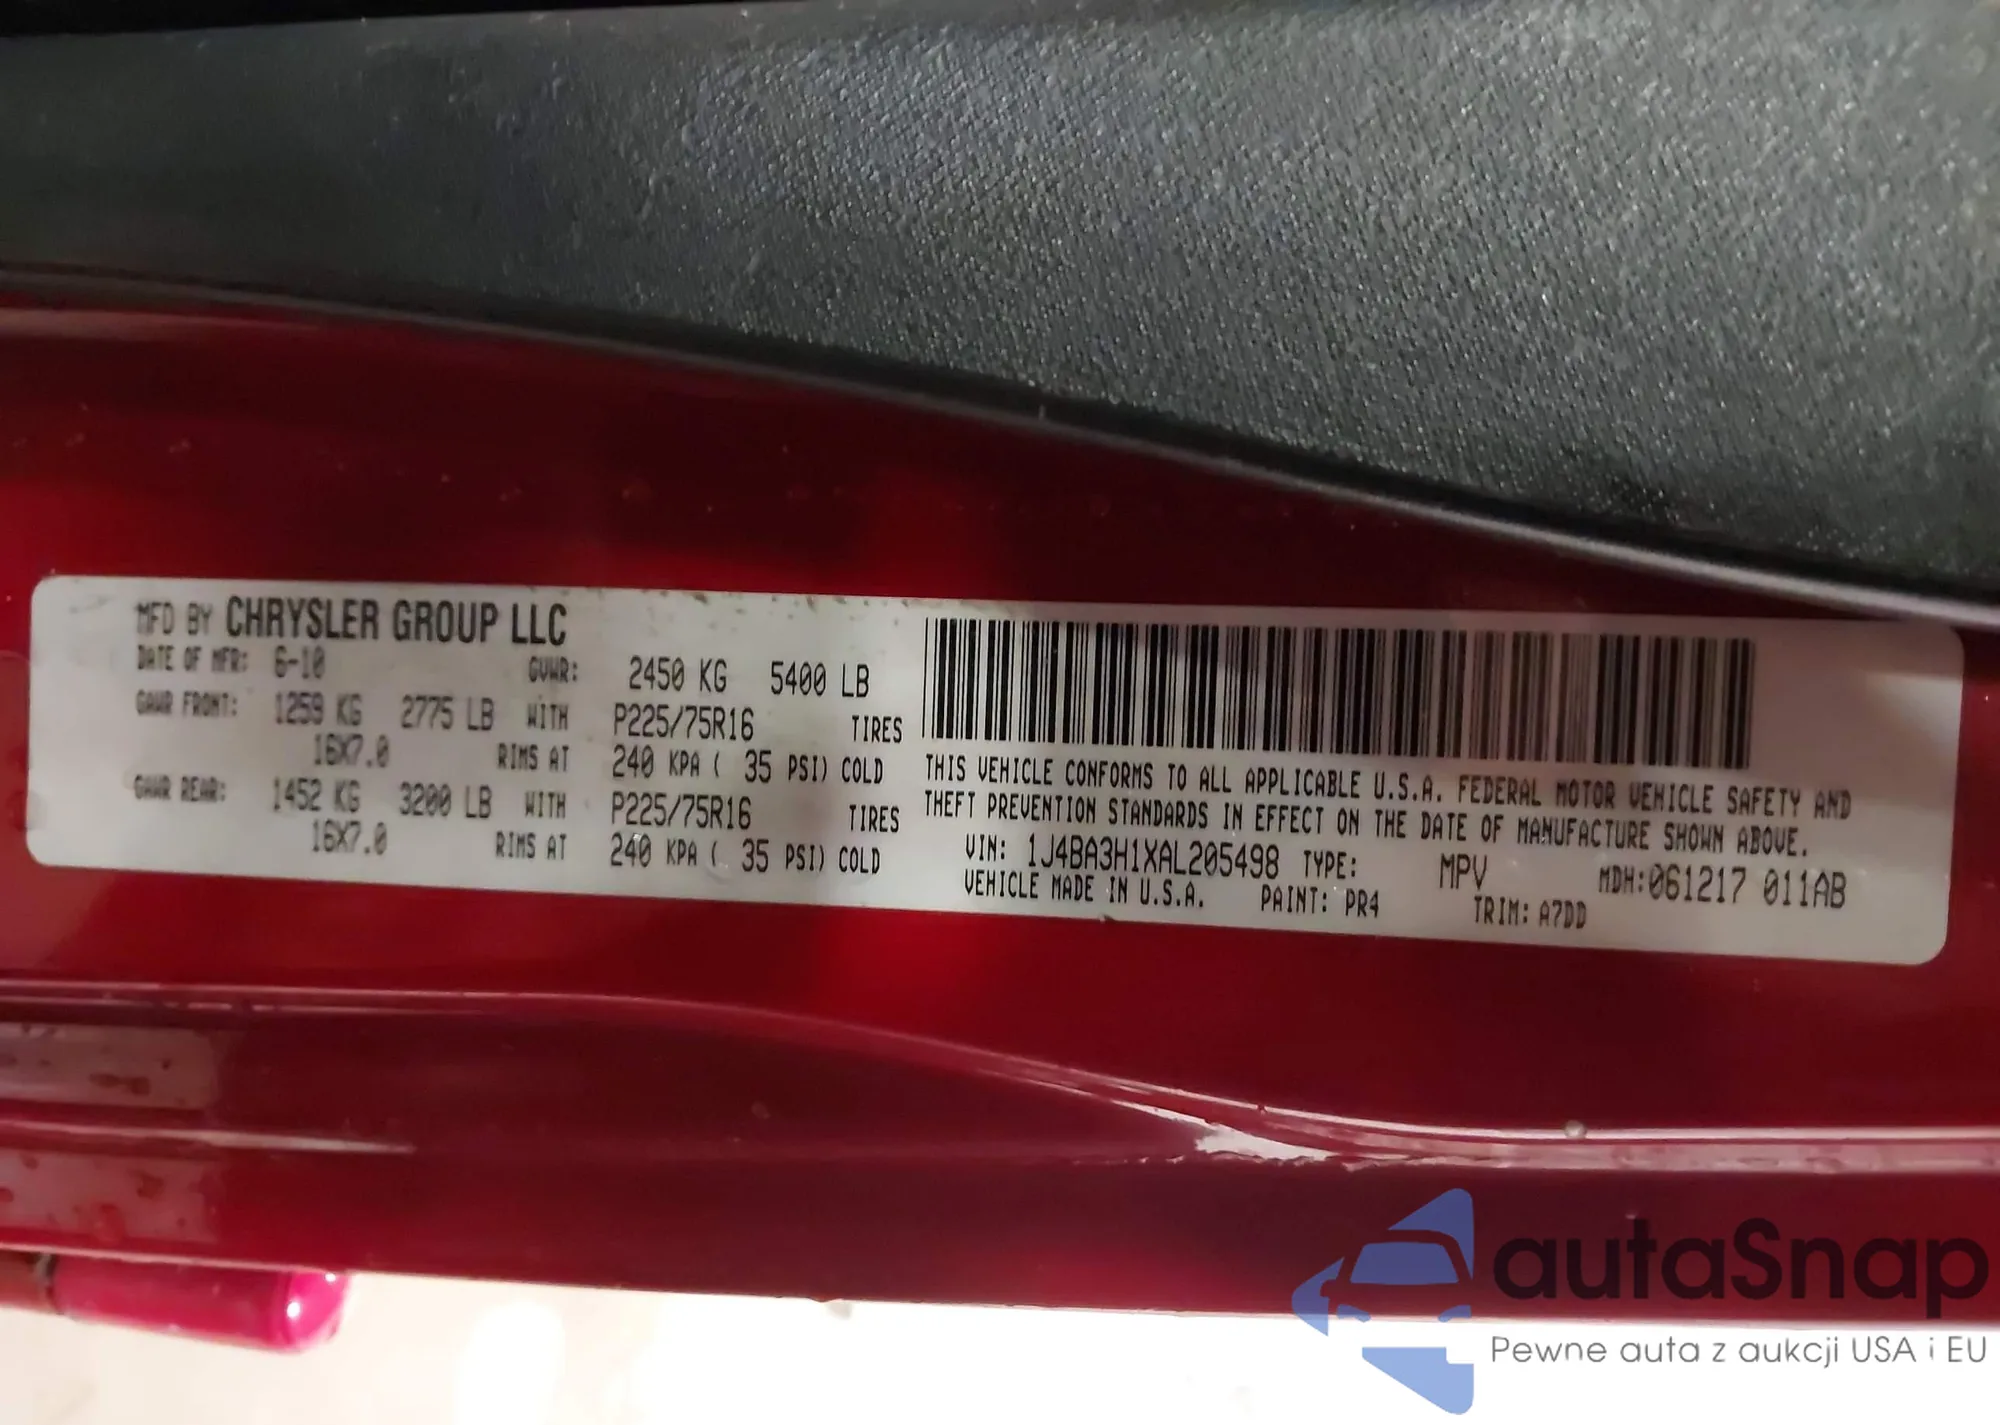 MFD BY CHRYSLER GROUP LLC
DATE OF MFR: 6-10 GVWR: 2450 KG 5400 LB
GAWR FRONT: 1259 KG 2775 LB WITH P225/75R16 TIRES
16X7.0 RIMS AT 240 KPA ( 35 PSI) COLD
GAWR REAR: 1452 KG 3200 LB WITH P225/75R16 TIRES
16X7.0 RIMS AT 240 KPA ( 35 PSI) COLD
THIS VEHICLE CONFORMS TO ALL APPLICABLE U.S.A. FEDERAL MOTOR VEHICLE SAFETY AND
THEFT PREVENTION STANDARDS IN EFFECT ON THE DATE OF MANUFACTURE SHOWN ABOVE.
VIN: 1J4BA3H1XAL205498 TYPE: MPV MDH:061217 011AB
VEHICLE MADE IN U.S.A. PAINT: PR4 TRIM: A7DD
autaSnap
Pewne auta z aukcji USA i EU